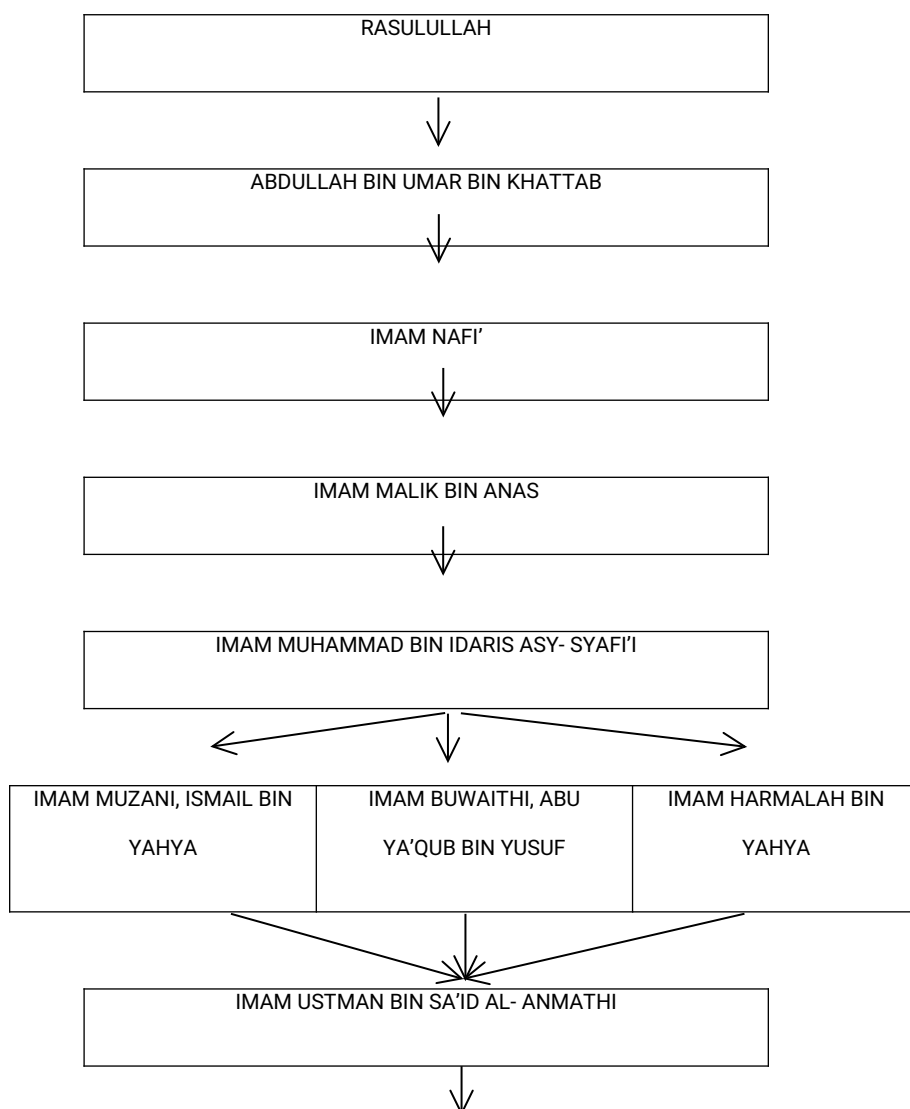 RASULULLAH
ABDULLAH BIN UMAR BIN KHATTAB
IMAM NAFI’
IMAM MALIK BIN ANAS
IMAM MUHAMMAD BIN IDARIS ASY- SYAFI’I
IMAM MUZANI, ISMAIL BIN
YAHYA
IMAM BUWAITHI, ABU
YA’QUB BIN YUSUF
IMAM HARMALAH BIN
YAHYA
IMAM USTMAN BIN SA’ID AL- ANMATHI